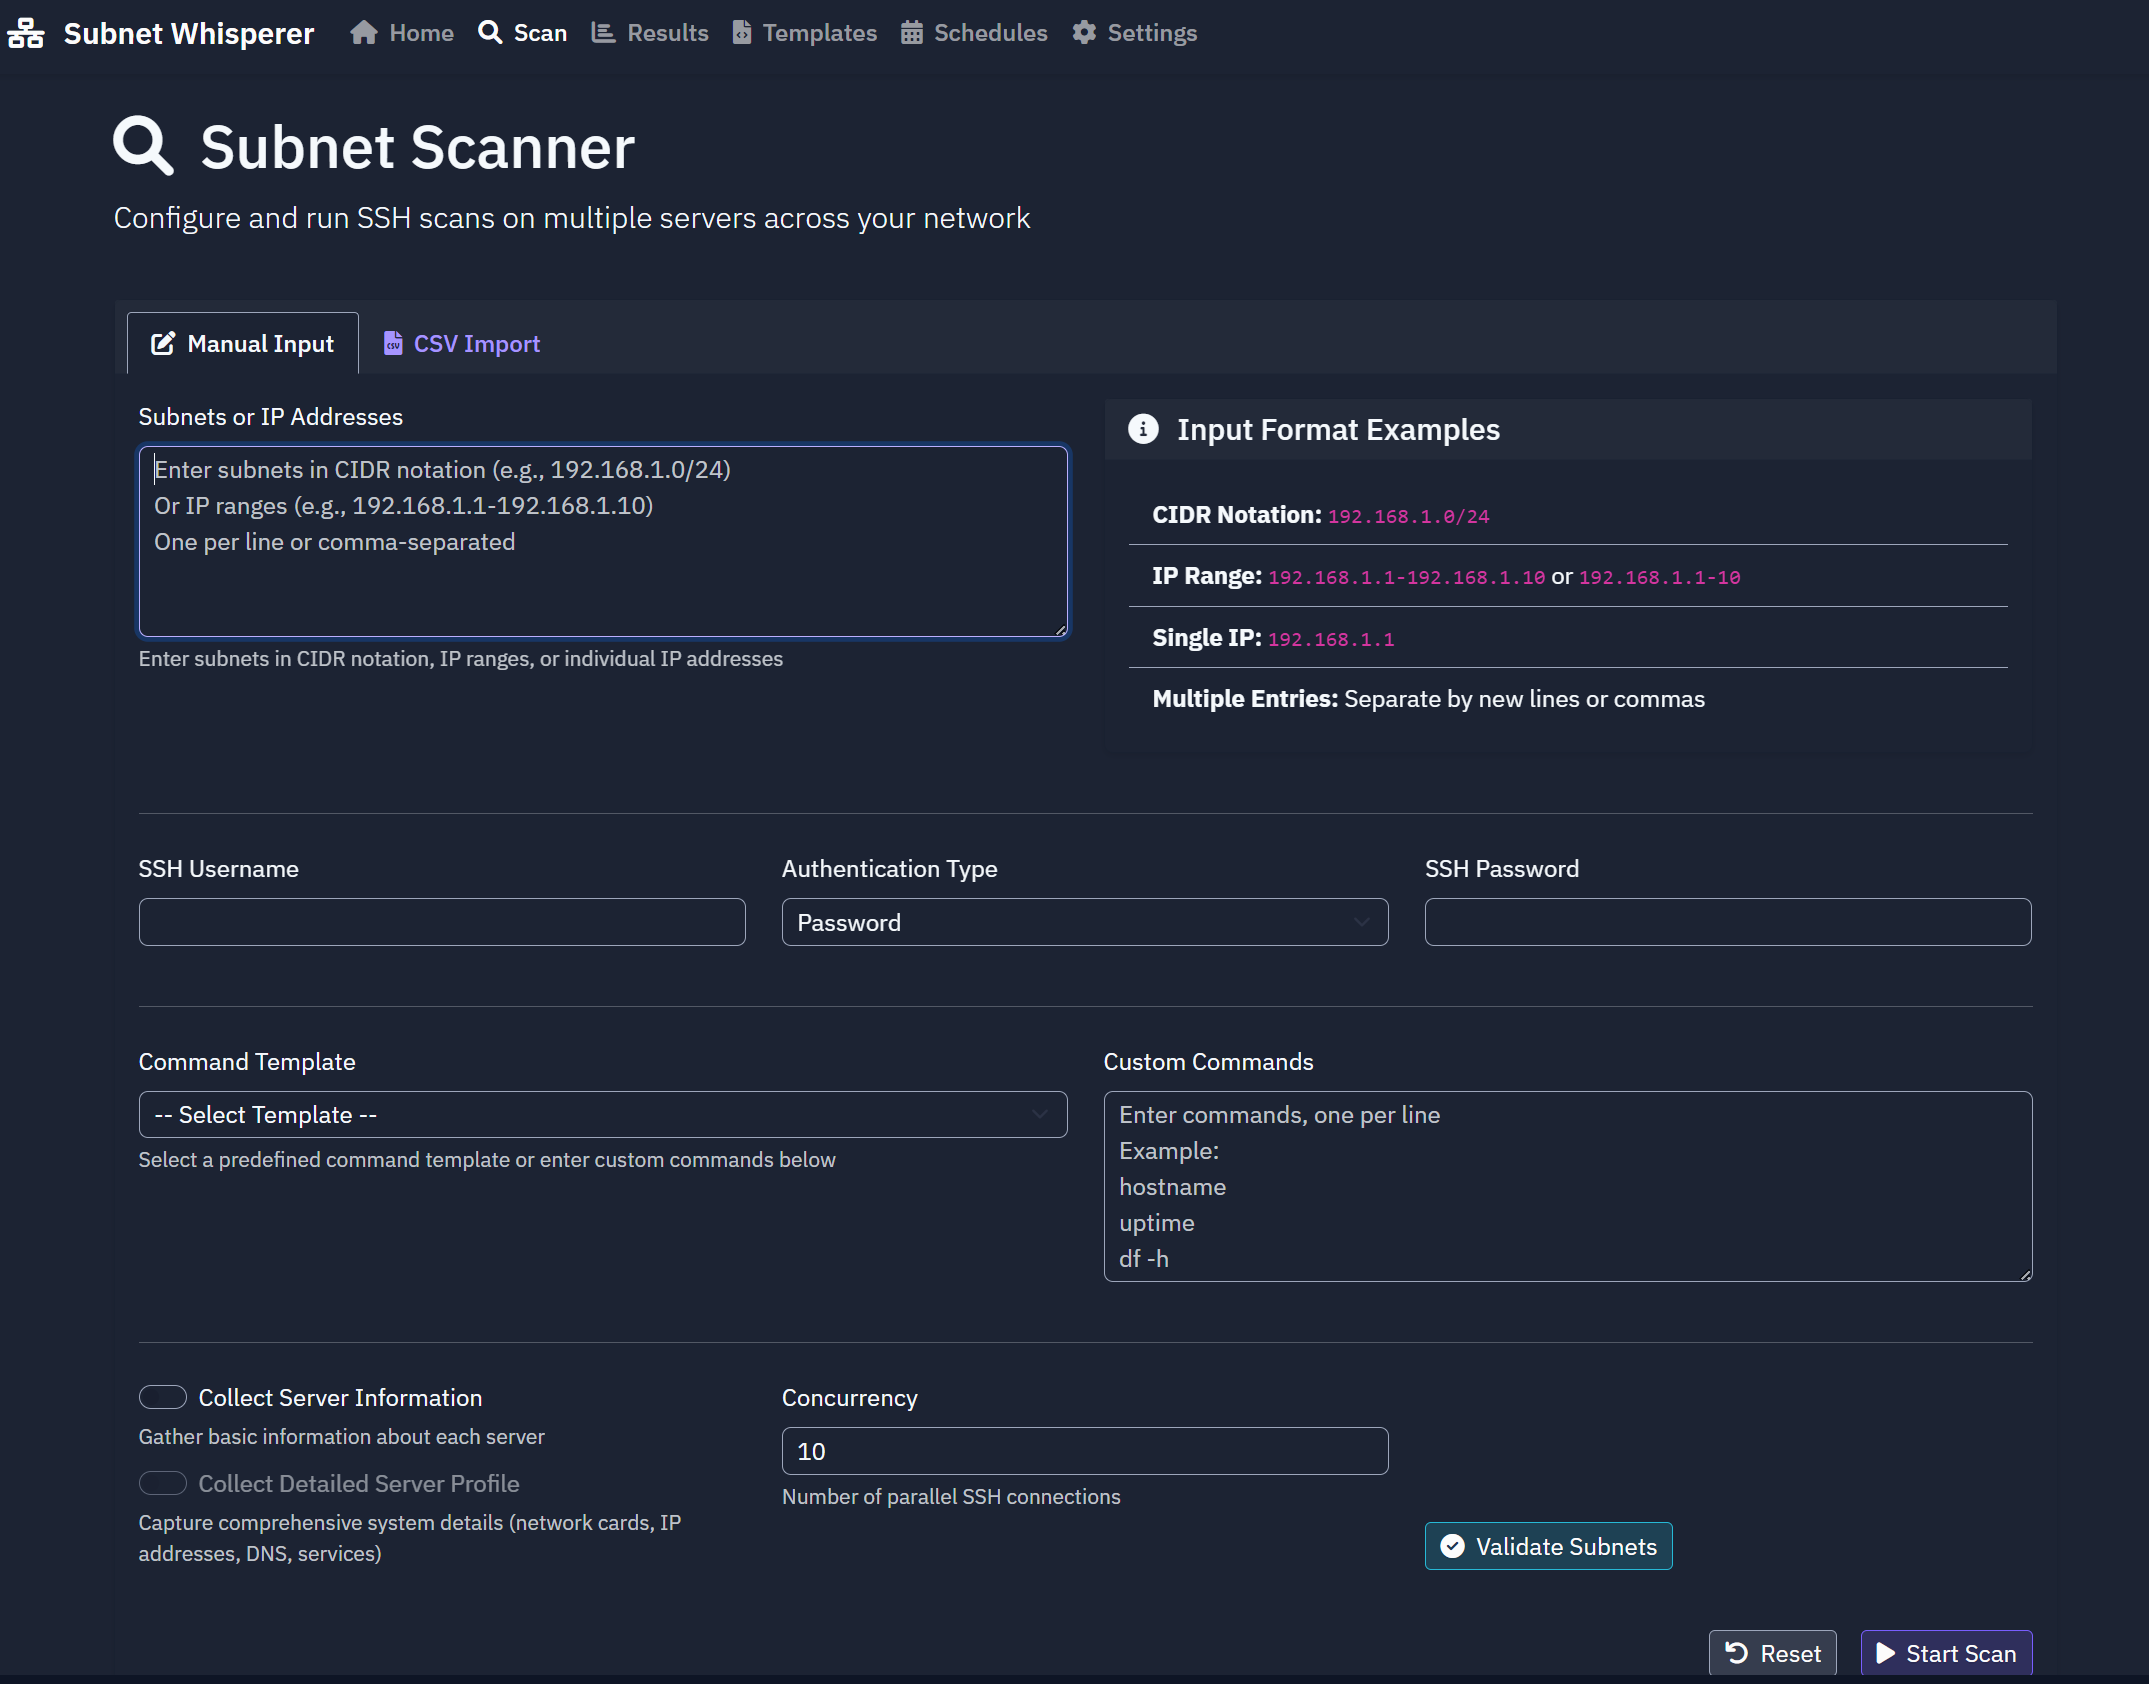 Subnet Whisperer Home Scan Results Templates Schedules Settings
Subnet Scanner
Configure and run SSH scans on multiple servers across your network
Manual Input CSV Import
Subnets or IP Addresses
Enter subnets in CIDR notation (e.g., 192.168.1.0/24)
Or IP ranges (e.g., 192.168.1.1-192.168.1.10)
One per line or comma-separated
Enter subnets in CIDR notation, IP ranges, or individual IP addresses
Input Format Examples
CIDR Notation: 192.168.1.0/24
IP Range: 192.168.1.1-192.168.1.10 or 192.168.1.1-10
Single IP: 192.168.1.1
Multiple Entries: Separate by new lines or commas
SSH Username
Authentication Type
Password
SSH Password
Command Template
-- Select Template --
Select a predefined command template or enter custom commands below
Custom Commands
Enter commands, one per line
Example:
hostname
uptime
df -h
Collect Server Information
Gather basic information about each server
Collect Detailed Server Profile
Capture comprehensive system details (network cards, IP
addresses, DNS, services)
Concurrency
10
Number of parallel SSH connections
Validate Subnets
Reset Start Scan